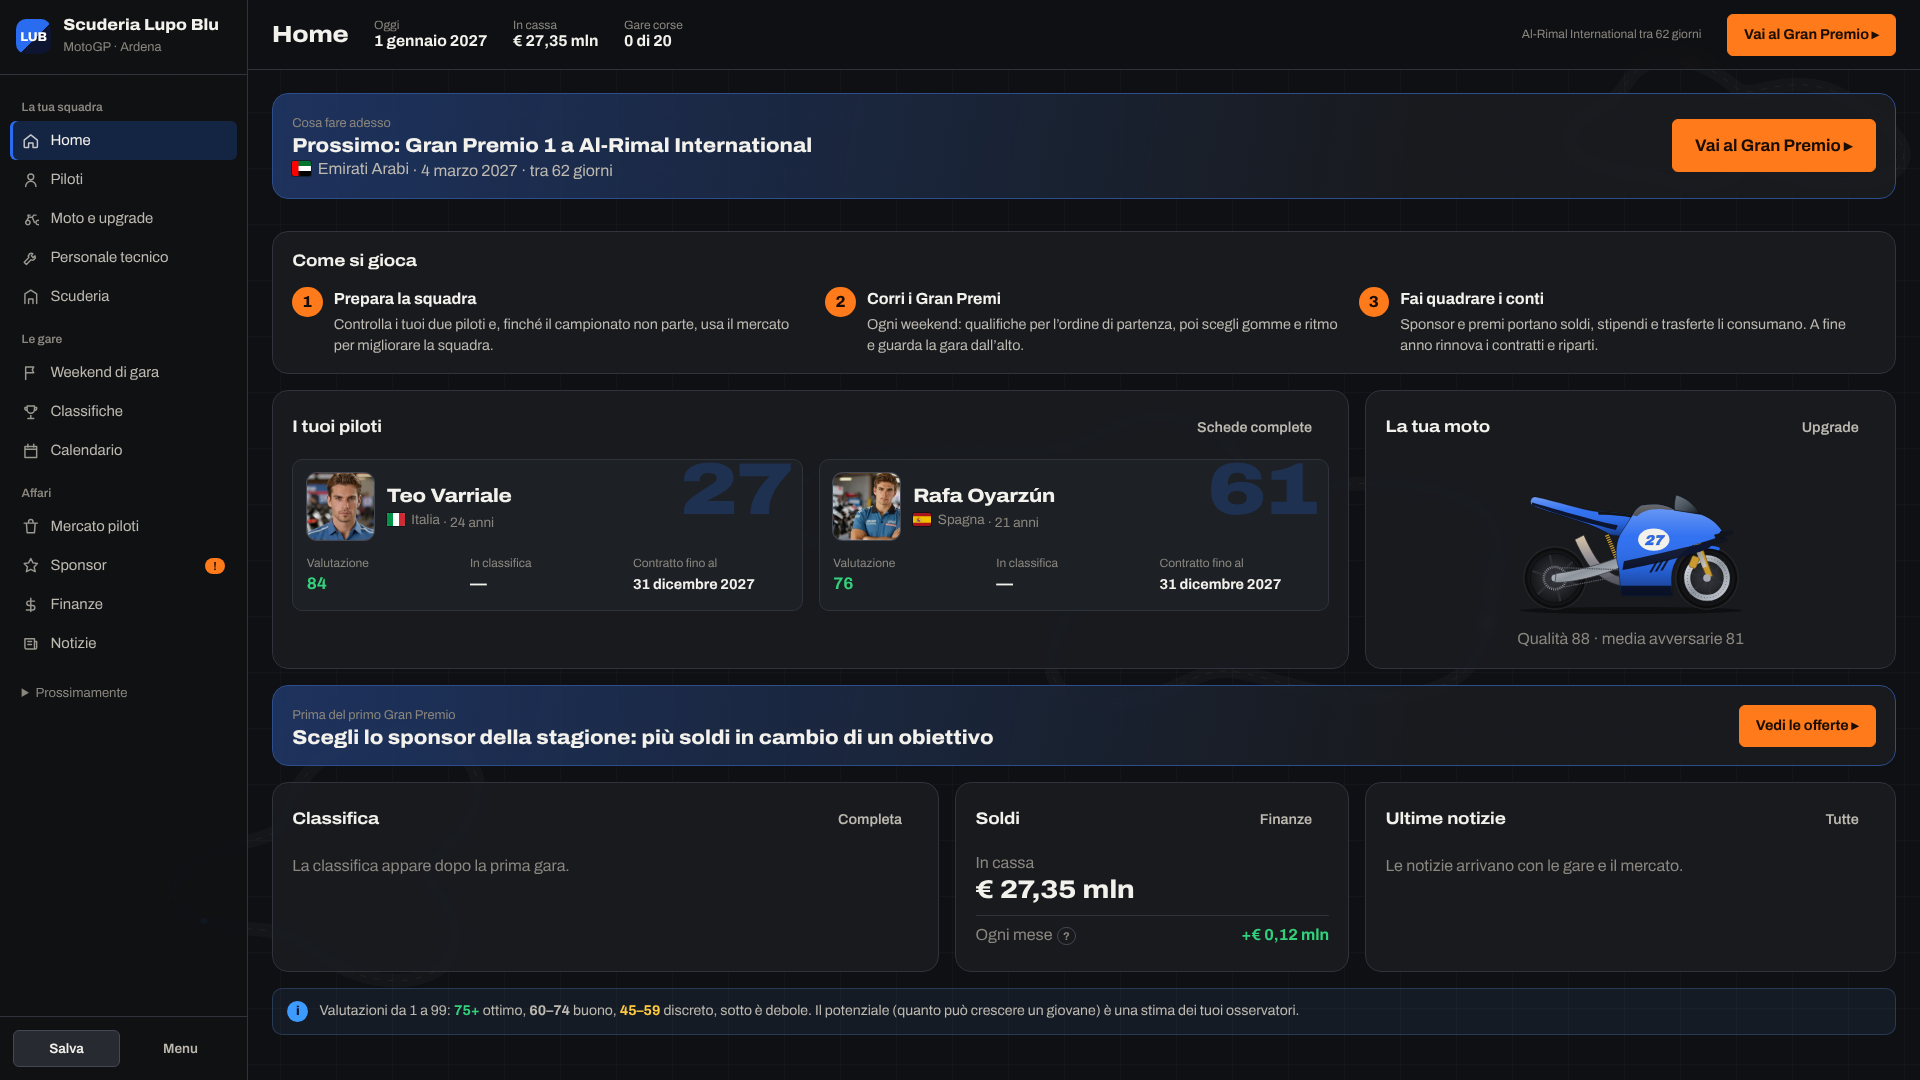 LUB
Scuderia Lupo Blu
MotoGP · Ardena
La tua squadra
Home
Piloti
Moto e upgrade
Personale tecnico
Scuderia
Le gare
Weekend di gara
Classifiche
Calendario
Affari
Mercato piloti
Sponsor
!
Finanze
Notizie
Prossimamente
Salva
Menu
Home
Oggi
1 gennaio 2027
In cassa
€ 27,35 mln
Gare corse
0 di 20
Al-Rimal International tra 62 giorni
Vai al Gran Premio ▸
Cosa fare adesso
Prossimo: Gran Premio 1 a Al-Rimal International
Emirati Arabi · 4 marzo 2027 · tra 62 giorni
Vai al Gran Premio ▸
Come si gioca
1
Prepara la squadra
Controlla i tuoi due piloti e, finché il campionato non parte, usa il mercato
per migliorare la squadra.
2
Corri i Gran Premi
Ogni weekend: qualifiche per l'ordine di partenza, poi scegli gomme e ritmo
e guarda la gara dall'alto.
3
Fai quadrare i conti
Sponsor e premi portano soldi, stipendi e trasferte li consumano. A fine
anno rinnova i contratti e riparti.
I tuoi piloti
Schede complete
Teo Varriale
27
Italia · 24 anni
Valutazione
84
In classifica
—
Contratto fino al
31 dicembre 2027
Rafa Oyarzún
61
Spagna · 21 anni
Valutazione
76
In classifica
—
Contratto fino al
31 dicembre 2027
La tua moto
Upgrade
27
Qualità 88 · media avversarie 81
Prima del primo Gran Premio
Scegli lo sponsor della stagione: più soldi in cambio di un obiettivo
Vedi le offerte ▸
Classifica
Completa
La classifica appare dopo la prima gara.
Soldi
Finanze
In cassa
€ 27,35 mln
Ogni mese ?
+€ 0,12 mln
Ultime notizie
Tutte
Le notizie arrivano con le gare e il mercato.
i
Valutazioni da 1 a 99: 75+ ottimo, 60–74 buono, 45–59 discreto, sotto è debole. Il potenziale (quanto può crescere un giovane) è una stima dei tuoi osservatori.